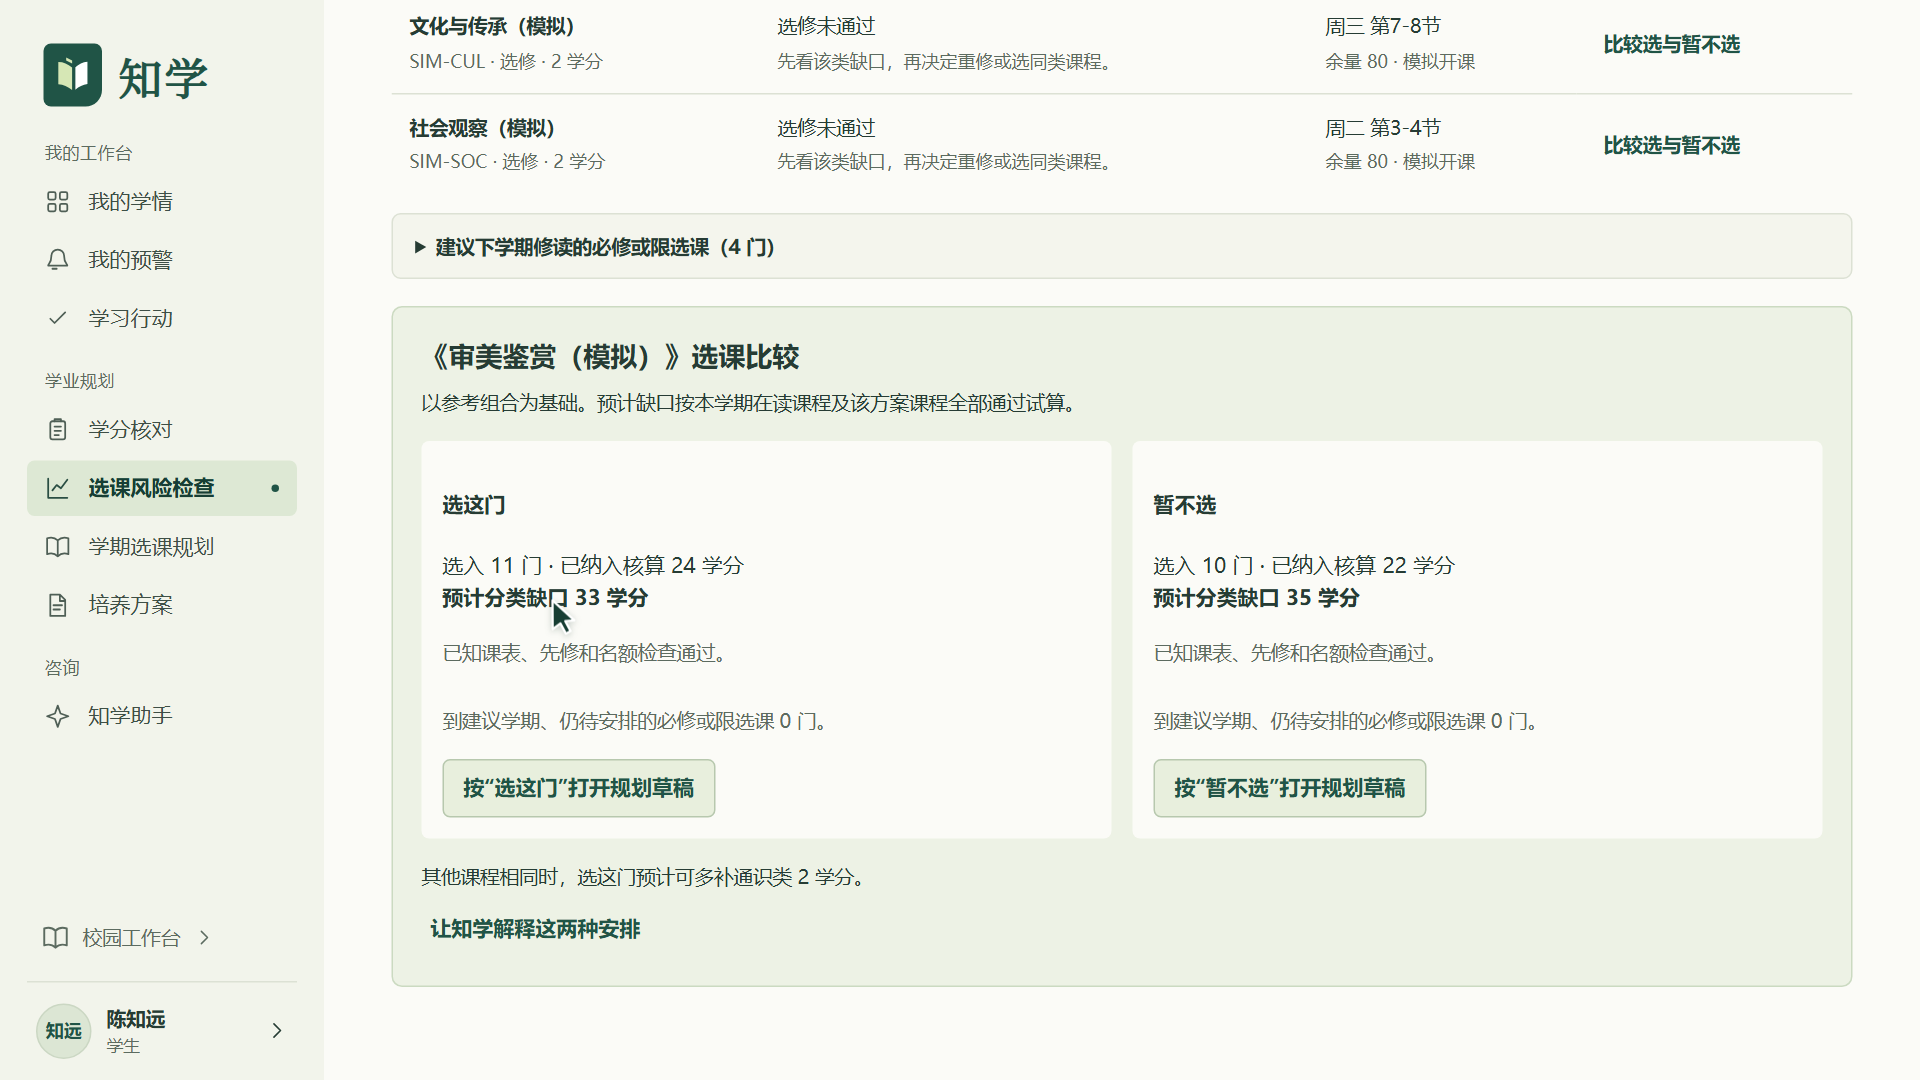 知学
我的工作台
我的学情
我的预警
学习行动
学业规划
学分核对
选课风险检查
学期选课规划
培养方案
咨询
知学助手
校园工作台
知远
陈知远
学生
文化与传承（模拟）
SIM-CUL · 选修 · 2 学分
选修未通过
先看该类缺口，再决定重修或选同类课程。
周三 第7-8节
余量 80 · 模拟开课
比较选与暂不选
社会观察（模拟）
SIM-SOC · 选修 · 2 学分
选修未通过
先看该类缺口，再决定重修或选同类课程。
周二 第3-4节
余量 80 · 模拟开课
比较选与暂不选
建议下学期修读的必修或限选课（4 门）
《审美鉴赏（模拟）》选课比较
以参考组合为基础。预计缺口按本学期在读课程及该方案课程全部通过试算。
选这门
选入 11 门 · 已纳入核算 24 学分
预计分类缺口 33 学分
已知课表、先修和名额检查通过。
到建议学期、仍待安排的必修或限选课 0 门。
按“选这门”打开规划草稿
暂不选
选入 10 门 · 已纳入核算 22 学分
预计分类缺口 35 学分
已知课表、先修和名额检查通过。
到建议学期、仍待安排的必修或限选课 0 门。
按“暂不选”打开规划草稿
其他课程相同时，选这门预计可多补通识类 2 学分。
让知学解释这两种安排